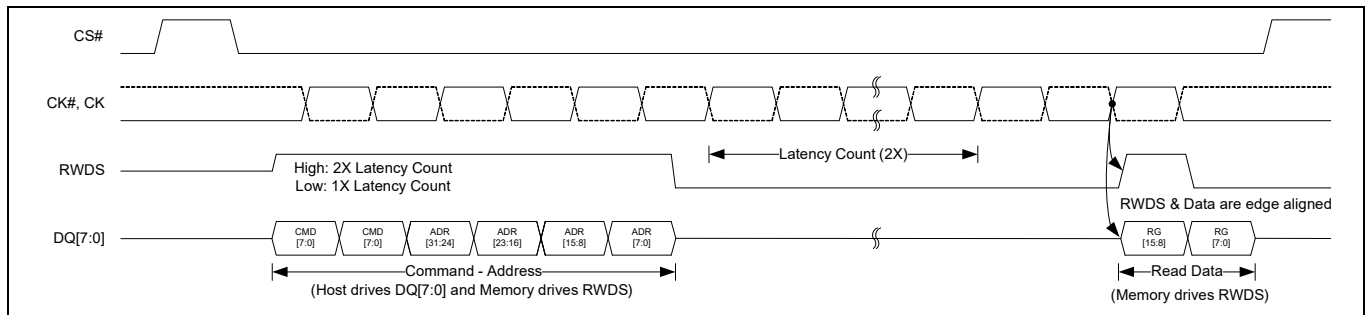 CS#
CK#, CK
Latency Count (2X)
RWDS
High: 2X Latency Count
Low: 1X Latency Count
RWDS & Data are edge aligned
DQ[7:0]
CMD
[7:0]
CMD
[7:0]
ADR
[31:24]
ADR
[23:16]
ADR
[15:8]
ADR
[7:0]
RG
[15:8]
RG
[7:0]
Command - Address
(Host drives DQ[7:0] and Memory drives RWDS)
Read Data
(Memory drives RWDS)